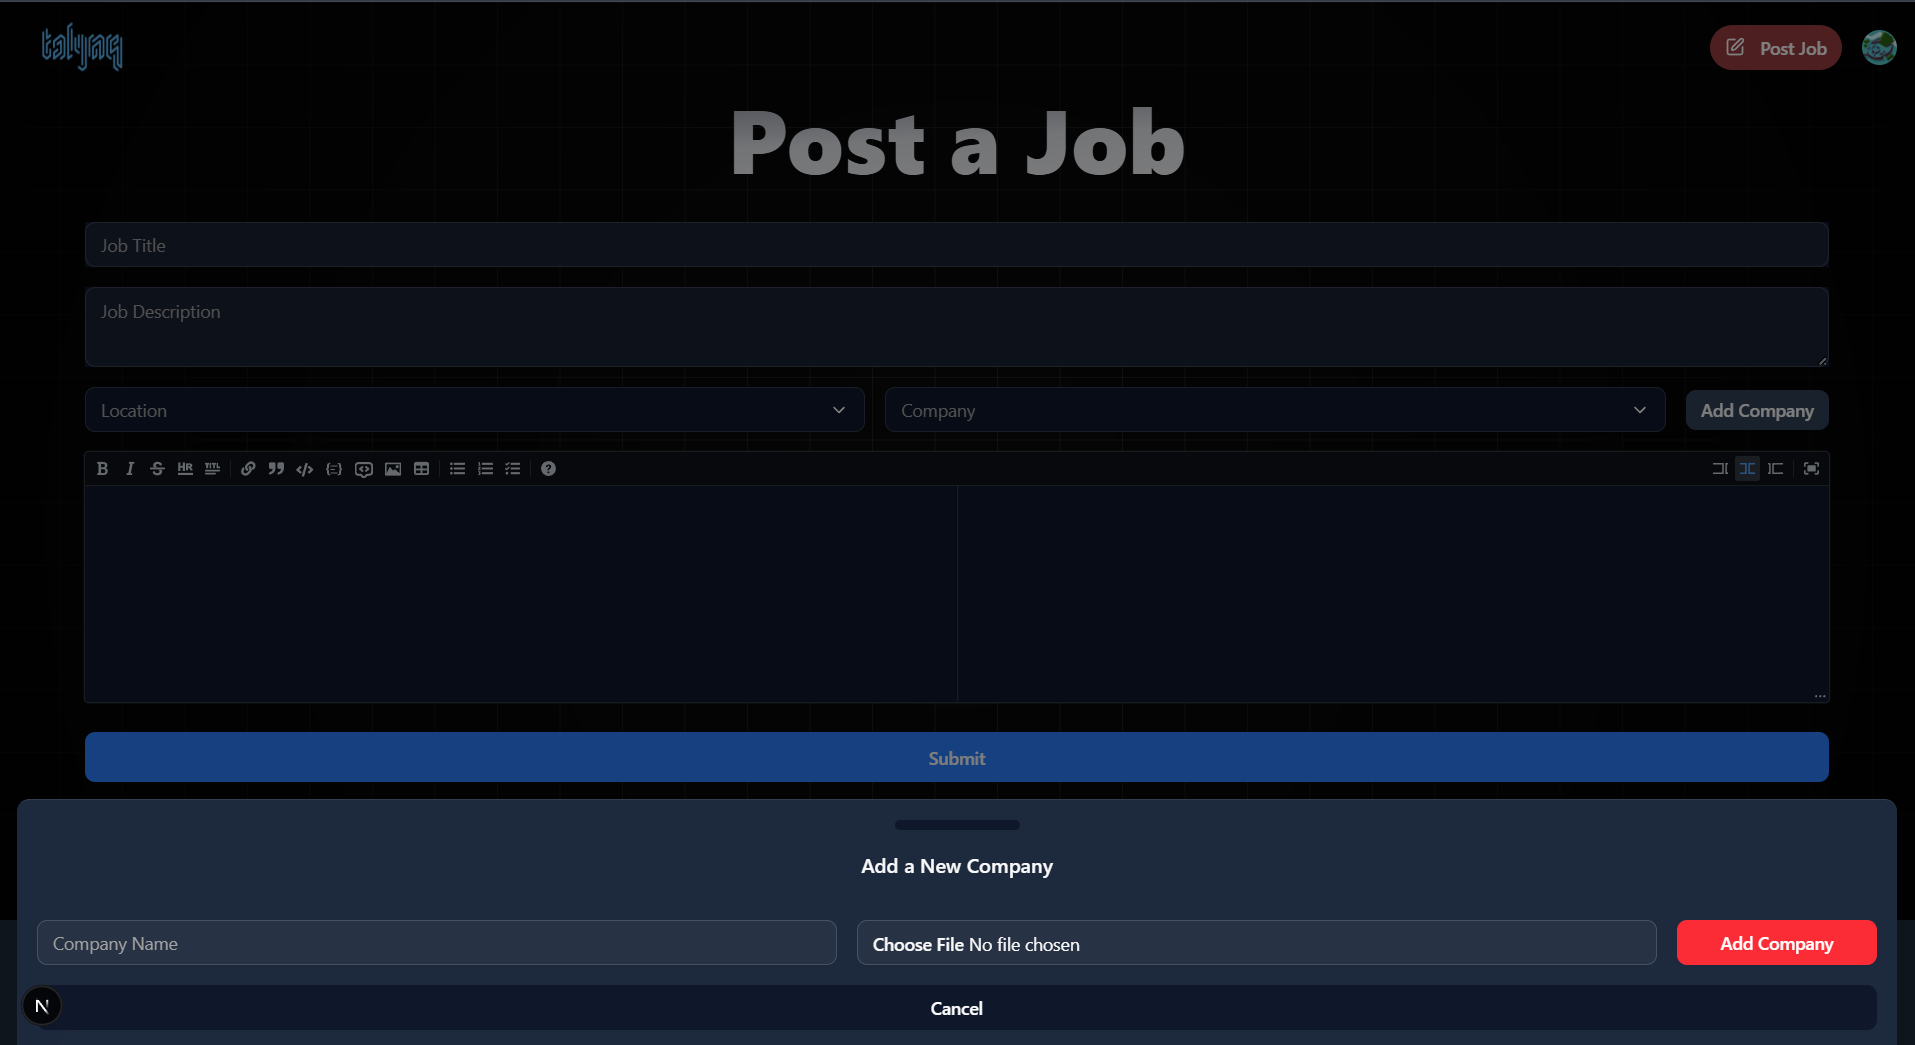 talyaq
Post Job
Post a Job
Job Title
Job Description
Location
Company
Add Company
B I S HR TITL
Submit
Add a New Company
Company Name
Choose File No file chosen
Add Company
N
Cancel